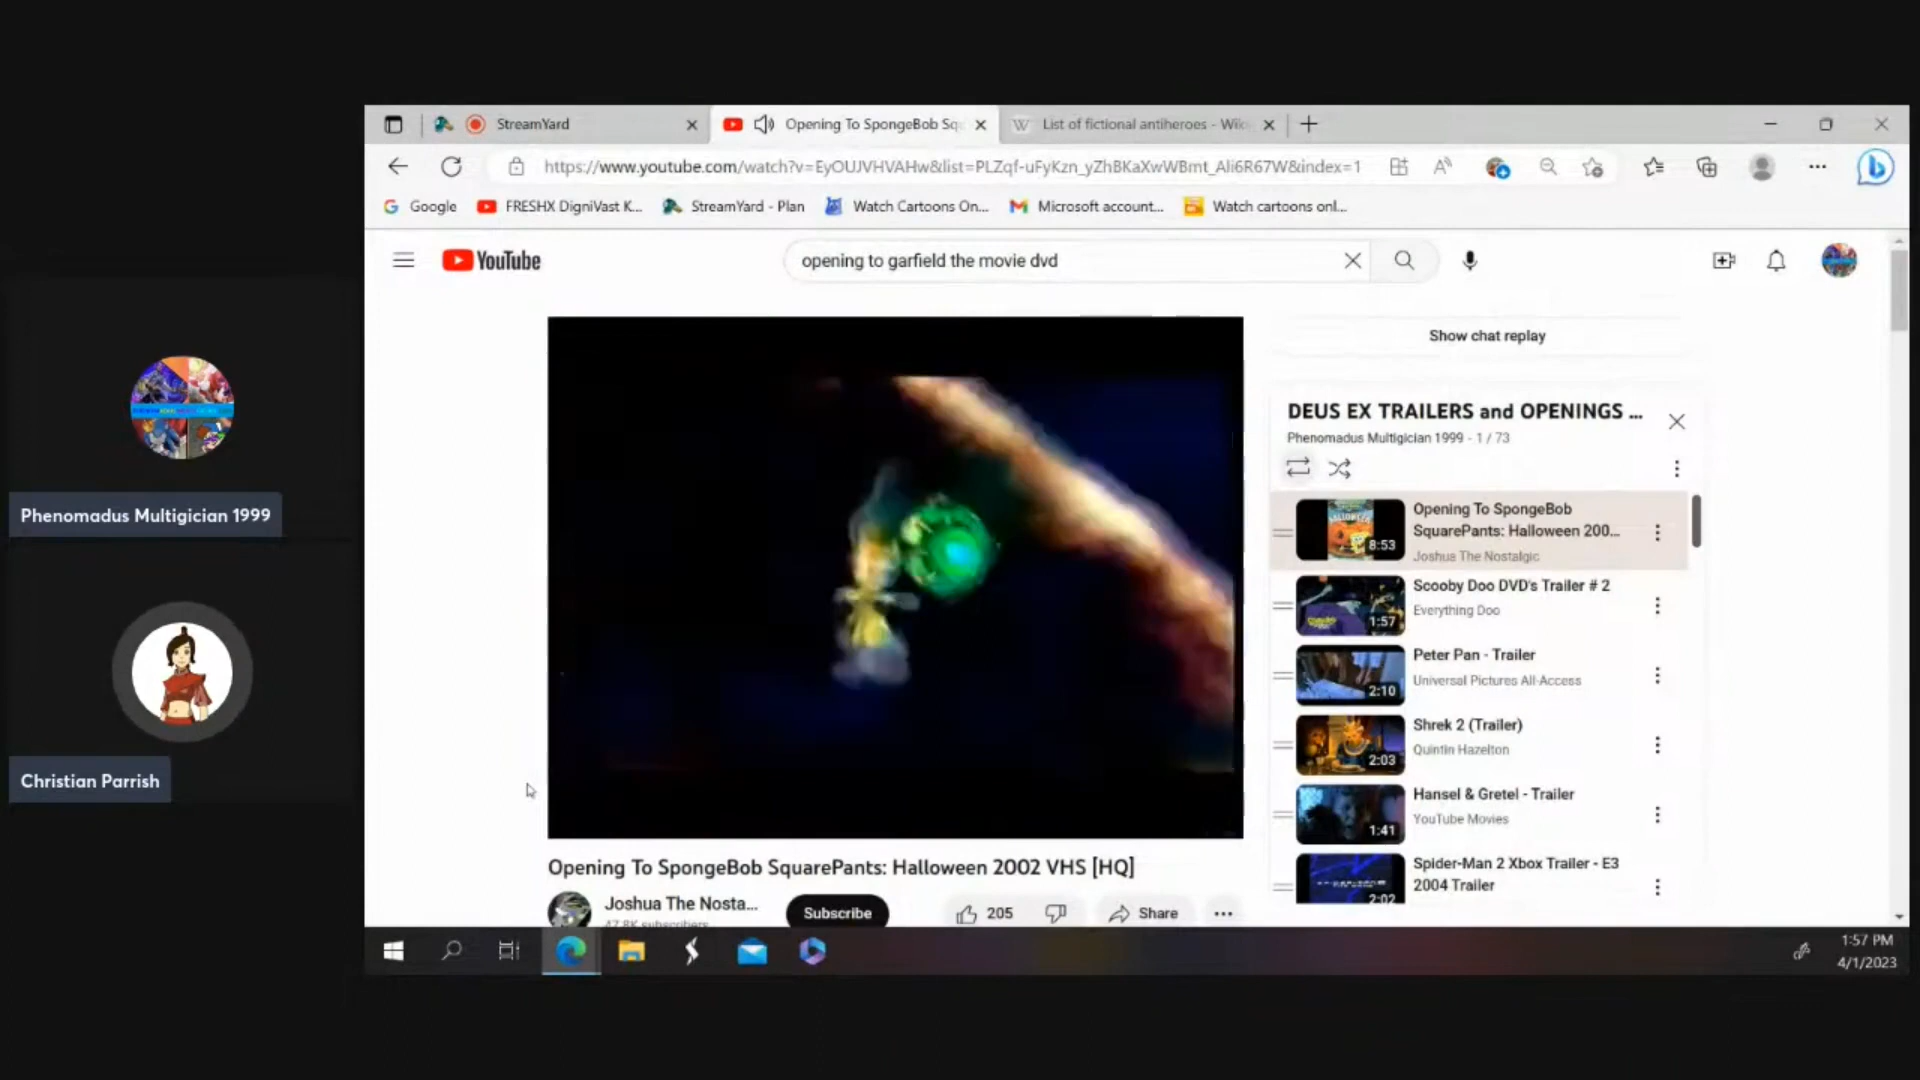 StreamYard
Opening To SpongeBob Sq
List of fictional antiheroes - Wiki
https://www.youtube.com/watch?v=EyOUJVHVAHw&list=PLZqf-uFyKzn_yZhBKaXwWBmt_Ali6R67W&index=1
Google
FRESHX DigniVast K...
StreamYard - Plan
Watch Cartoons On...
Microsoft account...
Watch cartoons onl...
YouTube
opening to garfield the movie dvd
Show chat replay
DEUS EX TRAILERS and OPENINGS ...
Phenomadus Multigician 1999 - 1 / 73
Opening To SpongeBob
SquarePants: Halloween 200...
Joshua The Nostalgic
8:53
Scooby Doo DVD's Trailer # 2
Everything Doo
1:57
Peter Pan - Trailer
Universal Pictures All-Access
2:10
Shrek 2 (Trailer)
Quintin Hazelton
2:03
Hansel & Gretel - Trailer
YouTube Movies
1:41
Spider-Man 2 Xbox Trailer - E3
2004 Trailer
2:02
Phenomadus Multigician 1999
Christian Parrish
Opening To SpongeBob SquarePants: Halloween 2002 VHS [HQ]
Joshua The Nosta...
47.8K subscribers
Subscribe
205
Share
1:57 PM
4/1/2023